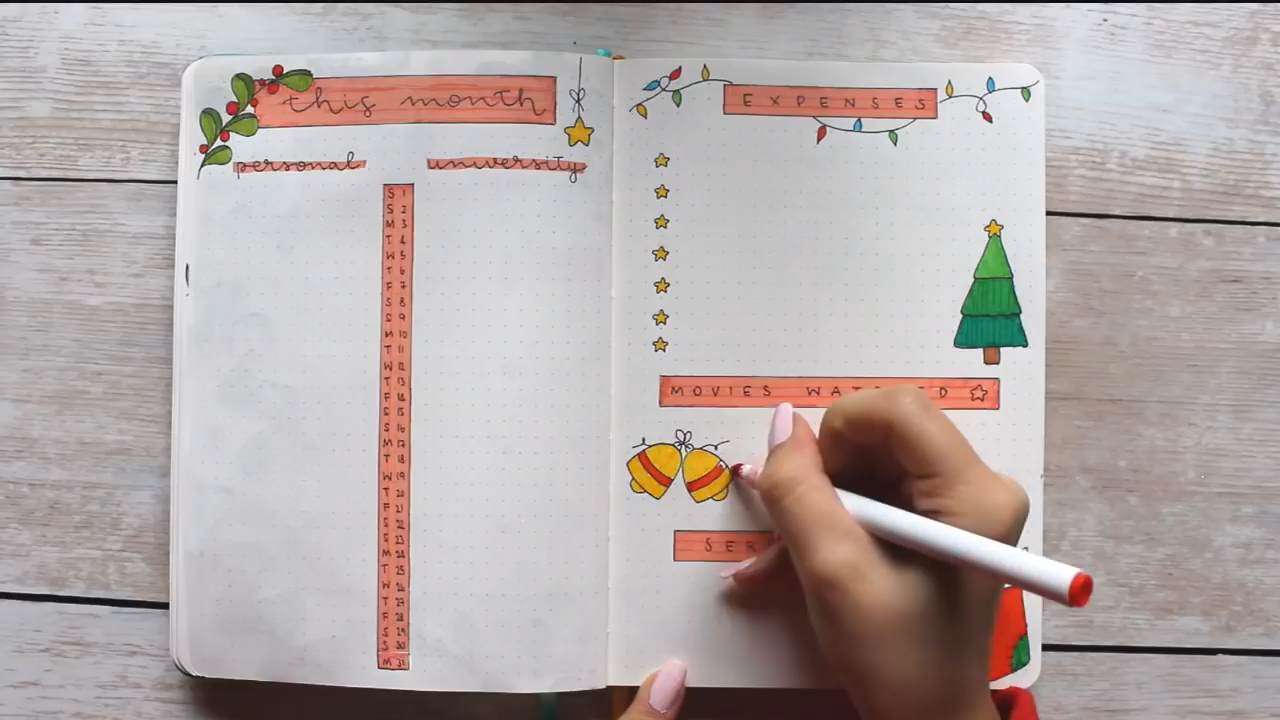 this month
personal university
S 1
S 2
M 3
T 4
W 5
T 6
F 7
S 8
S 9
M 10
T 11
W 12
T 13
F 14
S 15
S 16
M 17
T 18
W 19
T 20
F 21
S 22
S 23
M 24
T 25
W 26
T 27
F 28
S 29
S 30
M 31
EXPENSES
MOVIES